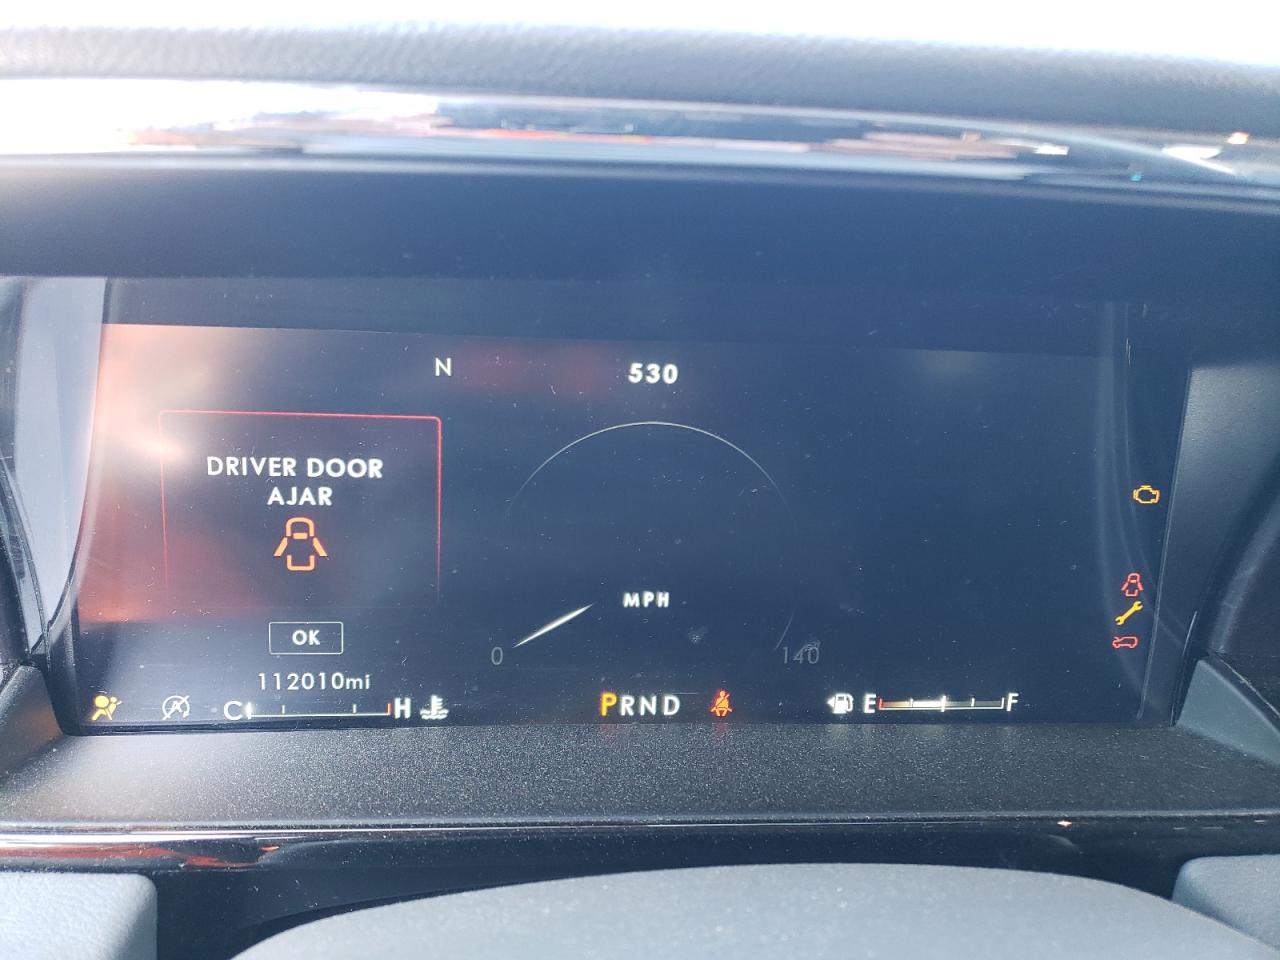 N
530
DRIVER DOOR
AJAR
MPH
OK
0
140
112010mi
C H
PRND
E F